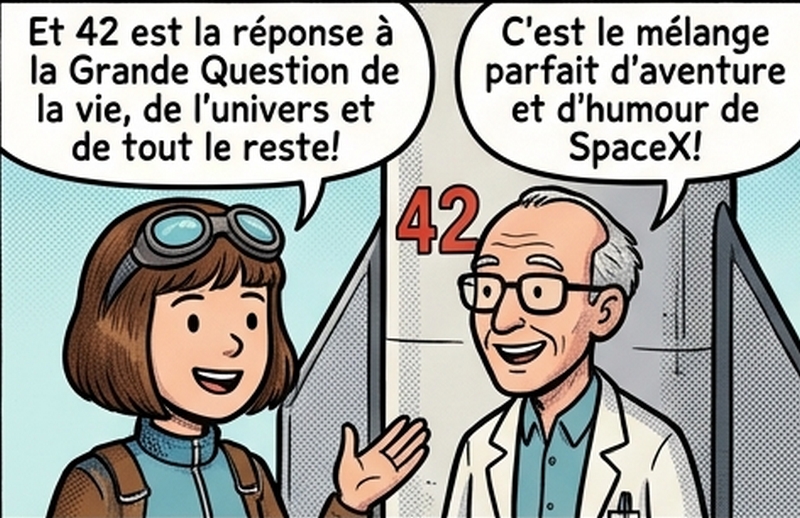 Et 42 est la réponse à
la Grande Question de
la vie, de l'univers et
de tout le reste!
C'est le mélange
parfait d'aventure
et d'humour de
SpaceX!
42